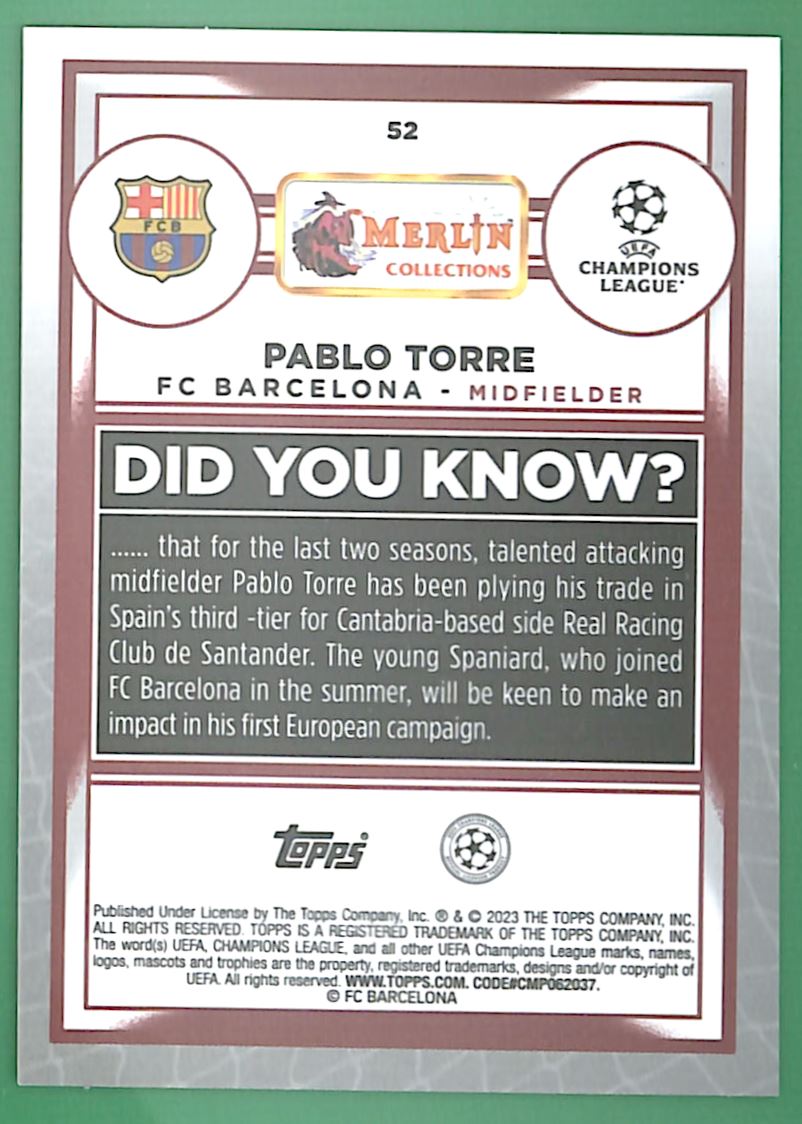 52
FCB
MERLIN
COLLECTIONS
UEFA
CHAMPIONS
LEAGUE
PABLO TORRE
FC BARCELONA - MIDFIELDER
DID YOU KNOW?
...... that for the last two seasons, talented attacking
midfielder Pablo Torre has been plying his trade in
Spain's third -tier for Cantabria-based side Real Racing
Club de Santander. The young Spaniard, who joined
FC Barcelona in the summer, will be keen to make an
impact in his first European campaign.
topps
Published Under License by The Topps Company, Inc. ® & © 2023 THE TOPPS COMPANY, INC.
ALL RIGHTS RESERVED. TOPPS IS A REGISTERED TRADEMARK OF THE TOPPS COMPANY, INC.
The word(s) UEFA, CHAMPIONS LEAGUE, and all other UEFA Champions League marks, names,
logos, mascots and trophies are the property, registered trademarks, designs and/or copyright of
UEFA. All rights reserved. WWW.TOPPS.COM. CODE#CMP062037.
© FC BARCELONA